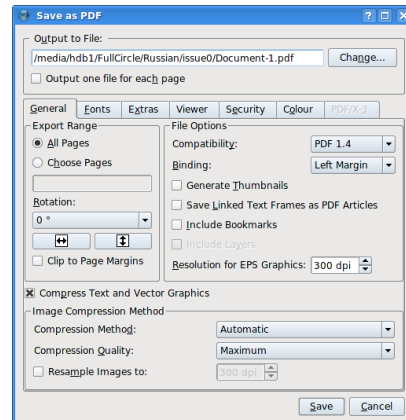 Save as PDF
Output to File:
/media/hdb1/FullCircle/Russian/issue0/Document-1.pdf Change...
Output one file for each page
General Fonts Extras Viewer Security Colour PDF/X-3
Export Range
All Pages
Choose Pages
Rotation:
0 °
Clip to Page Margins
File Options
Compatibility: PDF 1.4
Binding: Left Margin
Generate Thumbnails
Save Linked Text Frames as PDF Articles
Include Bookmarks
Include Layers
Resolution for EPS Graphics: 300 dpi
Compress Text and Vector Graphics
Image Compression Method
Compression Method: Automatic
Compression Quality: Maximum
Resample Images to: 300 dpi
Save Cancel